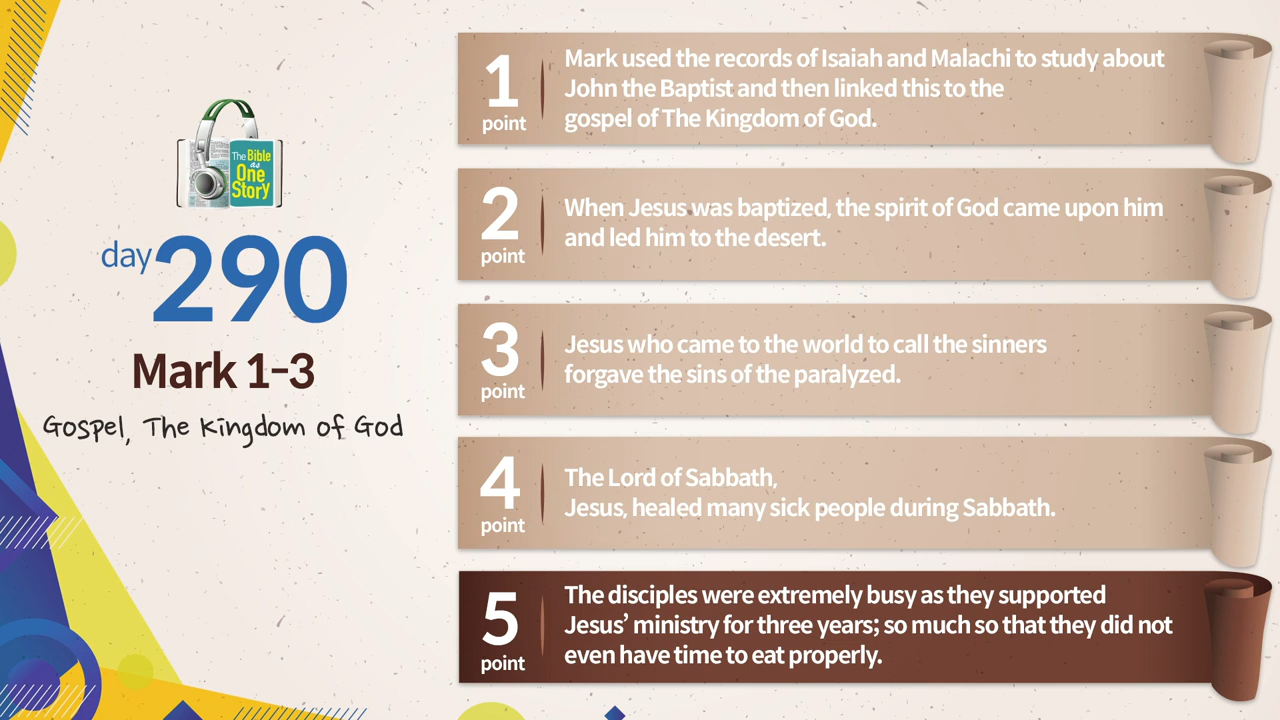 The Bible
as
One
Story
day 290
Mark 1-3
Gospel, The Kingdom of God
1
point
Mark used the records of Isaiah and Malachi to study about
John the Baptist and then linked this to the
gospel of The Kingdom of God.
2
point
When Jesus was baptized, the spirit of God came upon him
and led him to the desert.
3
point
Jesus who came to the world to call the sinners
forgave the sins of the paralyzed.
4
point
The Lord of Sabbath,
Jesus, healed many sick people during Sabbath.
5
point
The disciples were extremely busy as they supported
Jesus’ ministry for three years; so much so that they did not
even have time to eat properly.